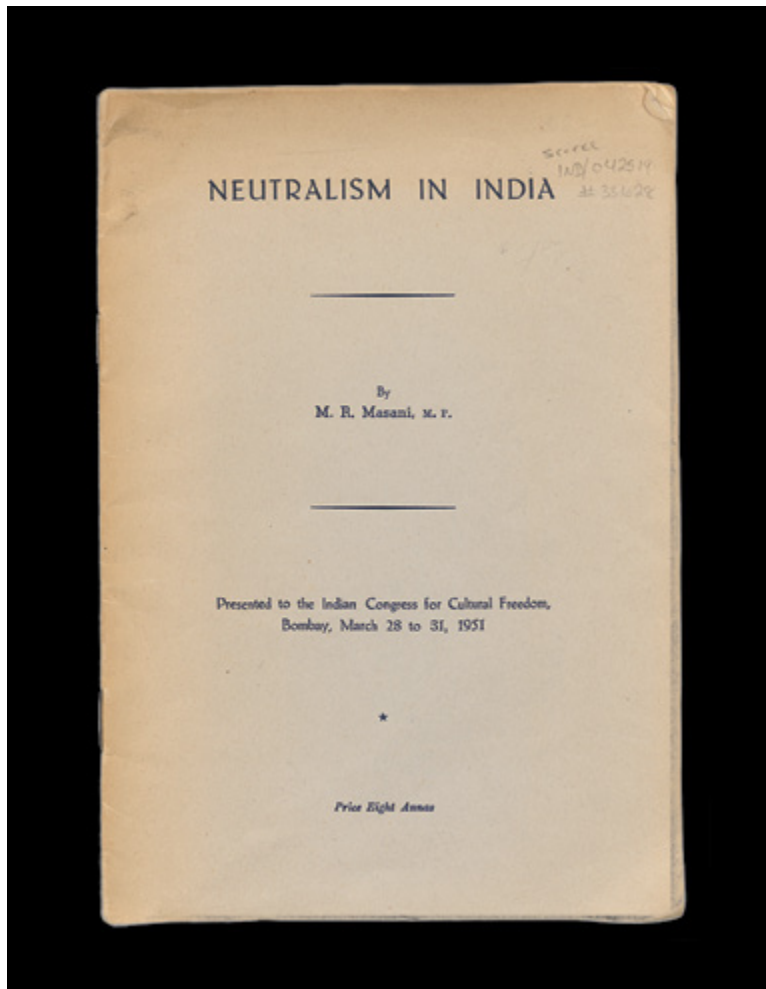 NEUTRALISM IN INDIA
By
M. R. Masani, M. P.
Presented to the Indian Congress for Cultural Freedom,
Bombay, March 28 to 31, 1951
Price Eight Annas